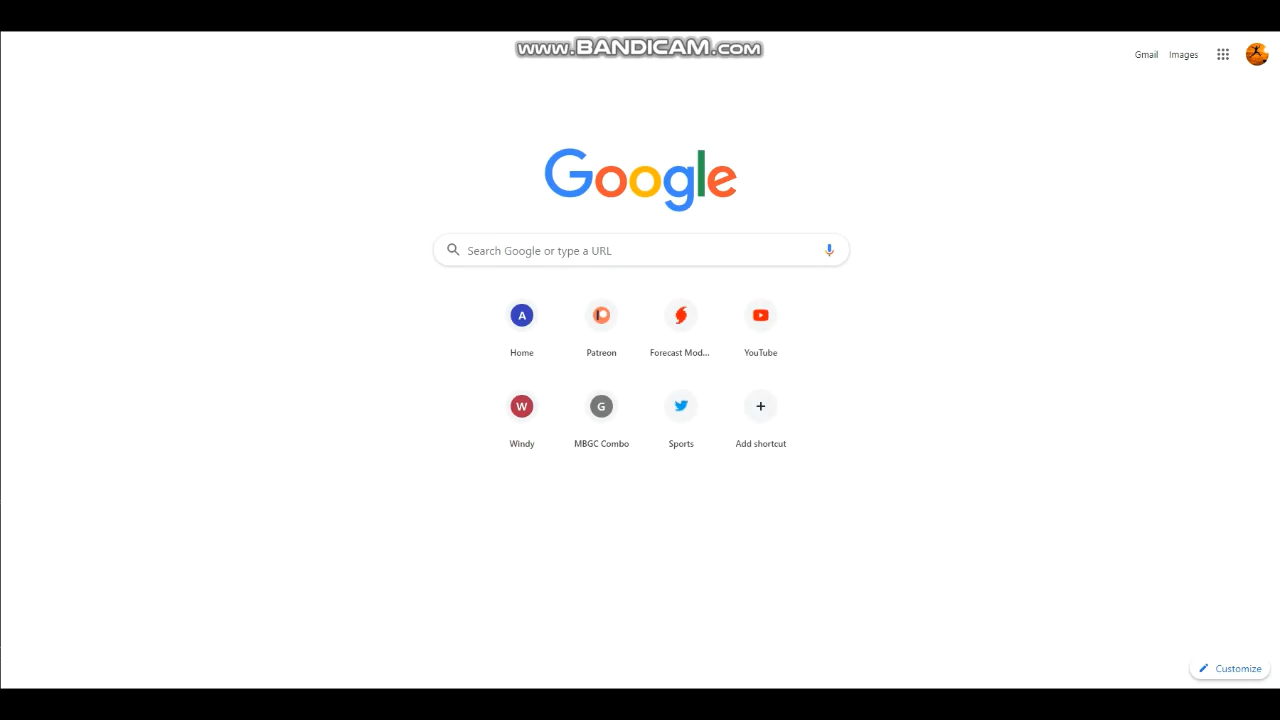 www.BANDICAM.com
Gmail Images
Google
Search Google or type a URL
A
Home Patreon Forecast Mod... YouTube
W G
Windy MBGC Combo Sports Add shortcut
Customize